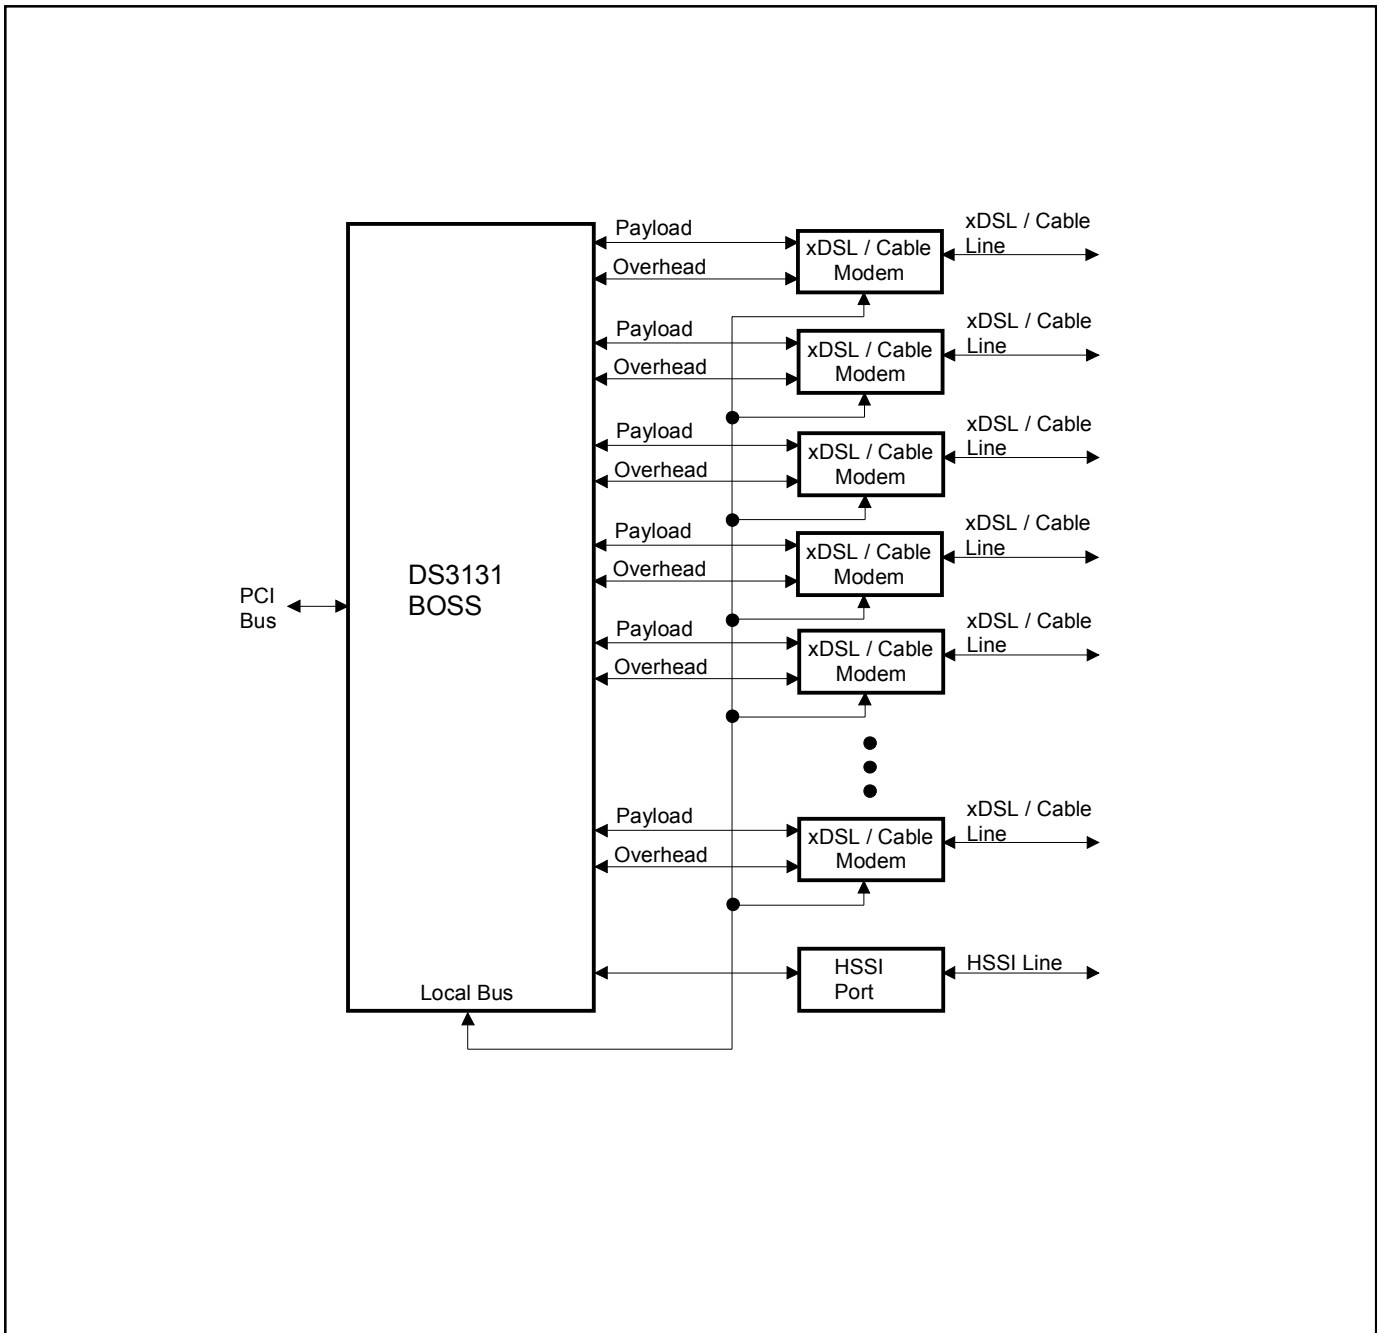 Payload
Overhead
xDSL / Cable
Modem
xDSL / Cable
Line
Payload
Overhead
xDSL / Cable
Modem
xDSL / Cable
Line
Payload
Overhead
xDSL / Cable
Modem
xDSL / Cable
Line
Payload
Overhead
xDSL / Cable
Modem
xDSL / Cable
Line
DS3131
BOSS
PCI
Bus
Payload
Overhead
xDSL / Cable
Modem
xDSL / Cable
Line
Payload
Overhead
xDSL / Cable
Modem
xDSL / Cable
Line
HSSI
Port
HSSI Line
Local Bus